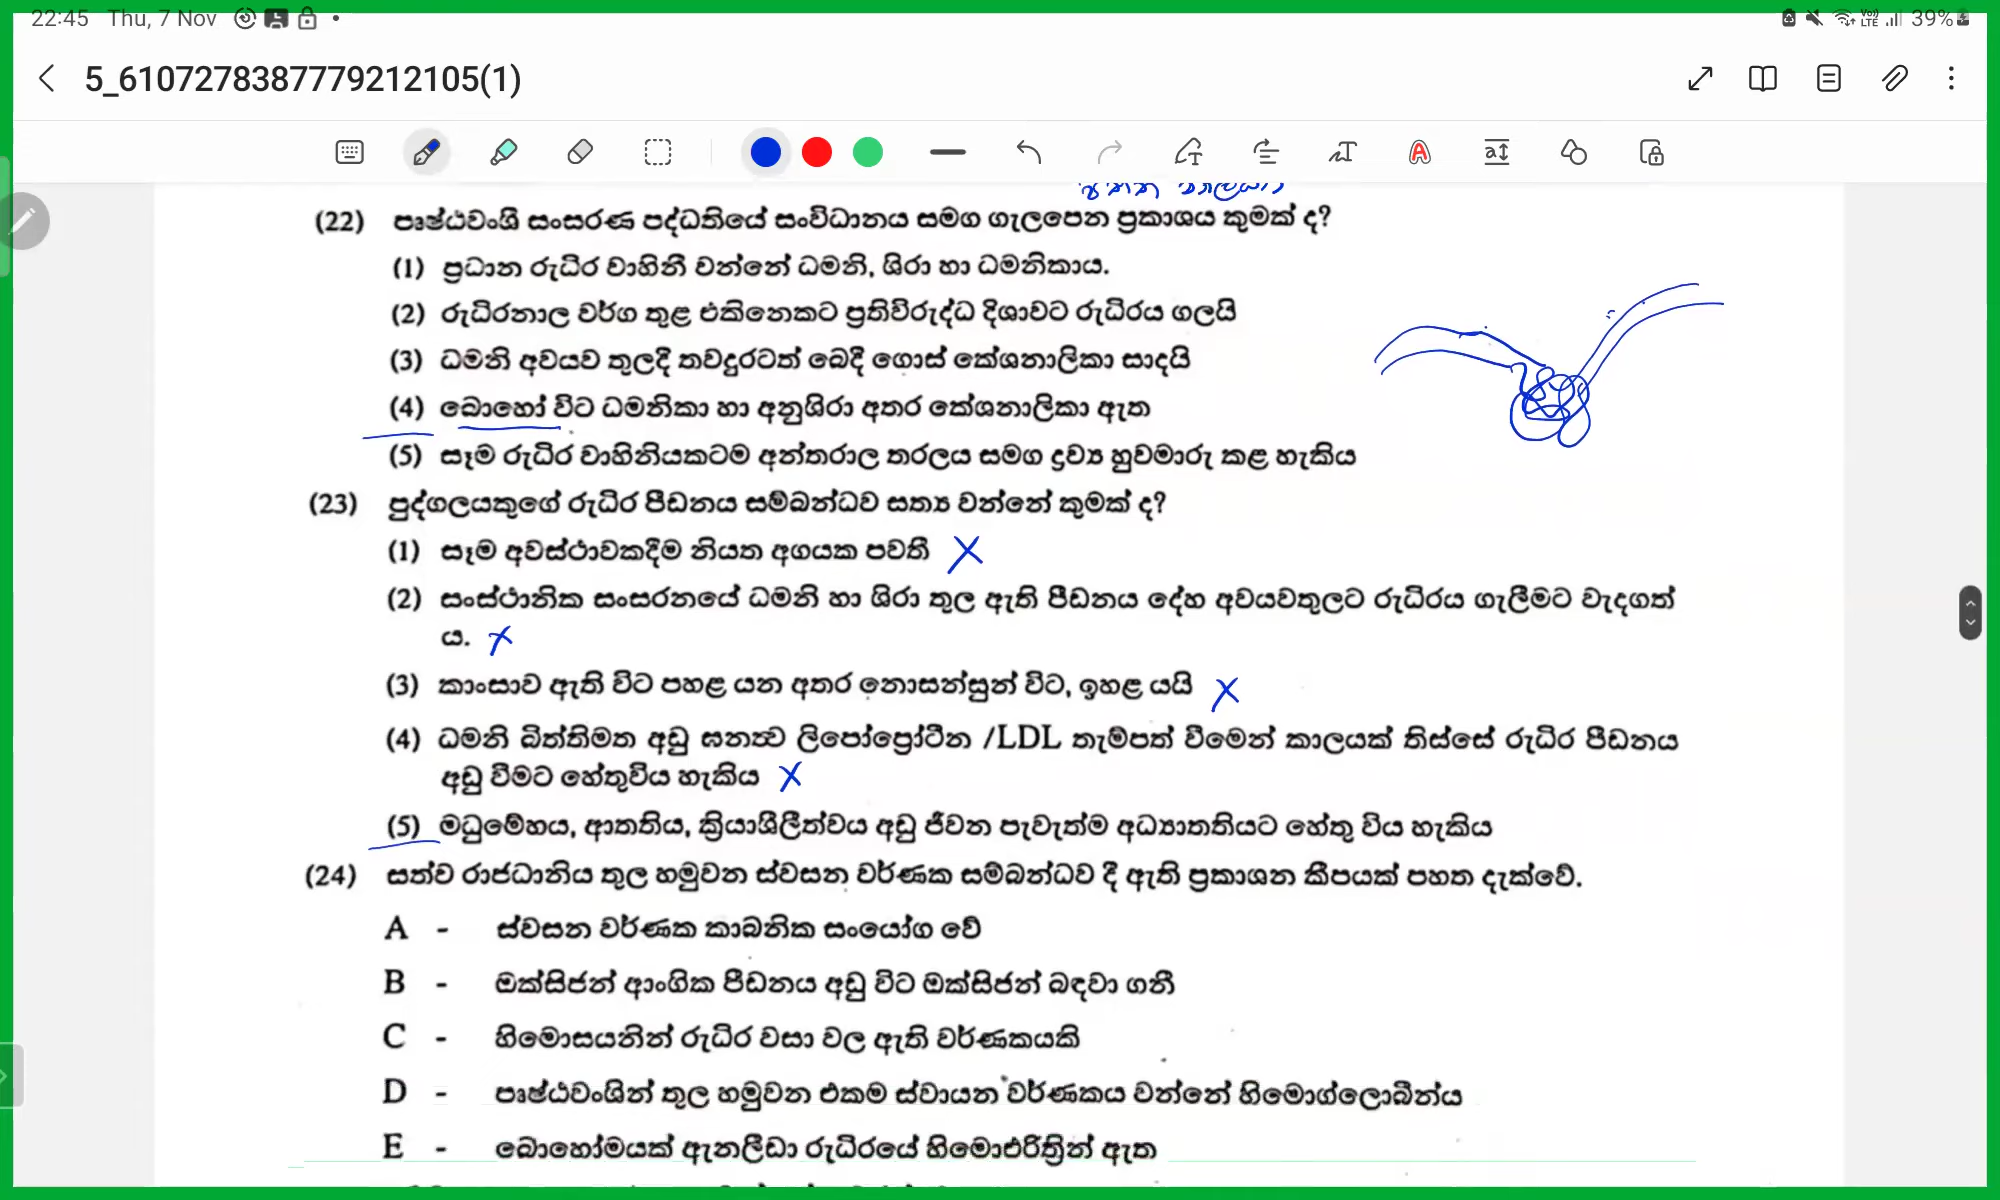 22:45 Thu, 7 Nov
39%
5_6107278387779212105(1)
(22) පෘෂ්ඨවංශී සංසරණ පද්ධතියේ සංවිධානය සමග ගැලපෙන ප්‍රකාශය කුමක් ද?
(1) ප්‍රධාන රුධිර වාහිනී වන්නේ ධමනි, ශිරා හා ධමනිකාය.
(2) රුධිරනාල වර්ග තුළ එකිනෙකට ප්‍රතිවිරුද්ධ දිශාවට රුධිරය ගලයි
(3) ධමනි අවයව තුලදී තවදුරටත් බෙදී ගොස් කේශනාලිකා සාදයි
(4) බොහෝ විට ධමනිකා හා අනුශිරා අතර කේශනාලිකා ඇත
(5) සෑම රුධිර වාහිනියකටම අන්තරාල තරලය සමග ද්‍රව්‍ය හුවමාරු කළ හැකිය
(23) පුද්ගලයකුගේ රුධිර පීඩනය සම්බන්ධව සත්‍ය වන්නේ කුමක් ද?
(1) සෑම අවස්ථාවකදීම නියත අගයක පවතී
(2) සංස්ථානික සංසරනයේ ධමනි හා ශිරා තුල ඇති පීඩනය දේහ අවයවතුලට රුධිරය ගැලීමට වැදගත්
ය.
(3) කාංසාව ඇති විට පහළ යන අතර නොසන්සුන් විට, ඉහළ යයි
(4) ධමනි බිත්තිමත අඩු ඝනත්ව ලිපෝප්‍රෝටීන /LDL තැම්පත් වීමෙන් කාලයක් තිස්සේ රුධිර පීඩනය
අඩු වීමට හේතුවිය හැකිය
(5) මධුමේහය, ආතතිය, ක්‍රියාශීලීත්වය අඩු ජීවන පැවැත්ම අධ්‍යාතතියට හේතු විය හැකිය
(24) සත්ව රාජධානිය තුල හමුවන ස්වසන වර්ණක සම්බන්ධව දී ඇති ප්‍රකාශන කීපයක් පහත දැක්වේ.
A - ස්වසන වර්ණක කාබනික සංයෝග වේ
B - ඔක්සිජන් ආංගික පීඩනය අඩු විට ඔක්සිජන් බඳවා ගනී
C - හිමොසයනින් රුධිර වසා වල ඇති වර්ණකයකි
D - පෘෂ්ඨවංශින් තුල හමුවන එකම ස්වායන වර්ණකය වන්නේ හිමොග්ලොබීන්ය
E - බොහෝමයක් ඇනලීඩා රුධිරයේ හිමොඑරිත්‍රින් ඇත